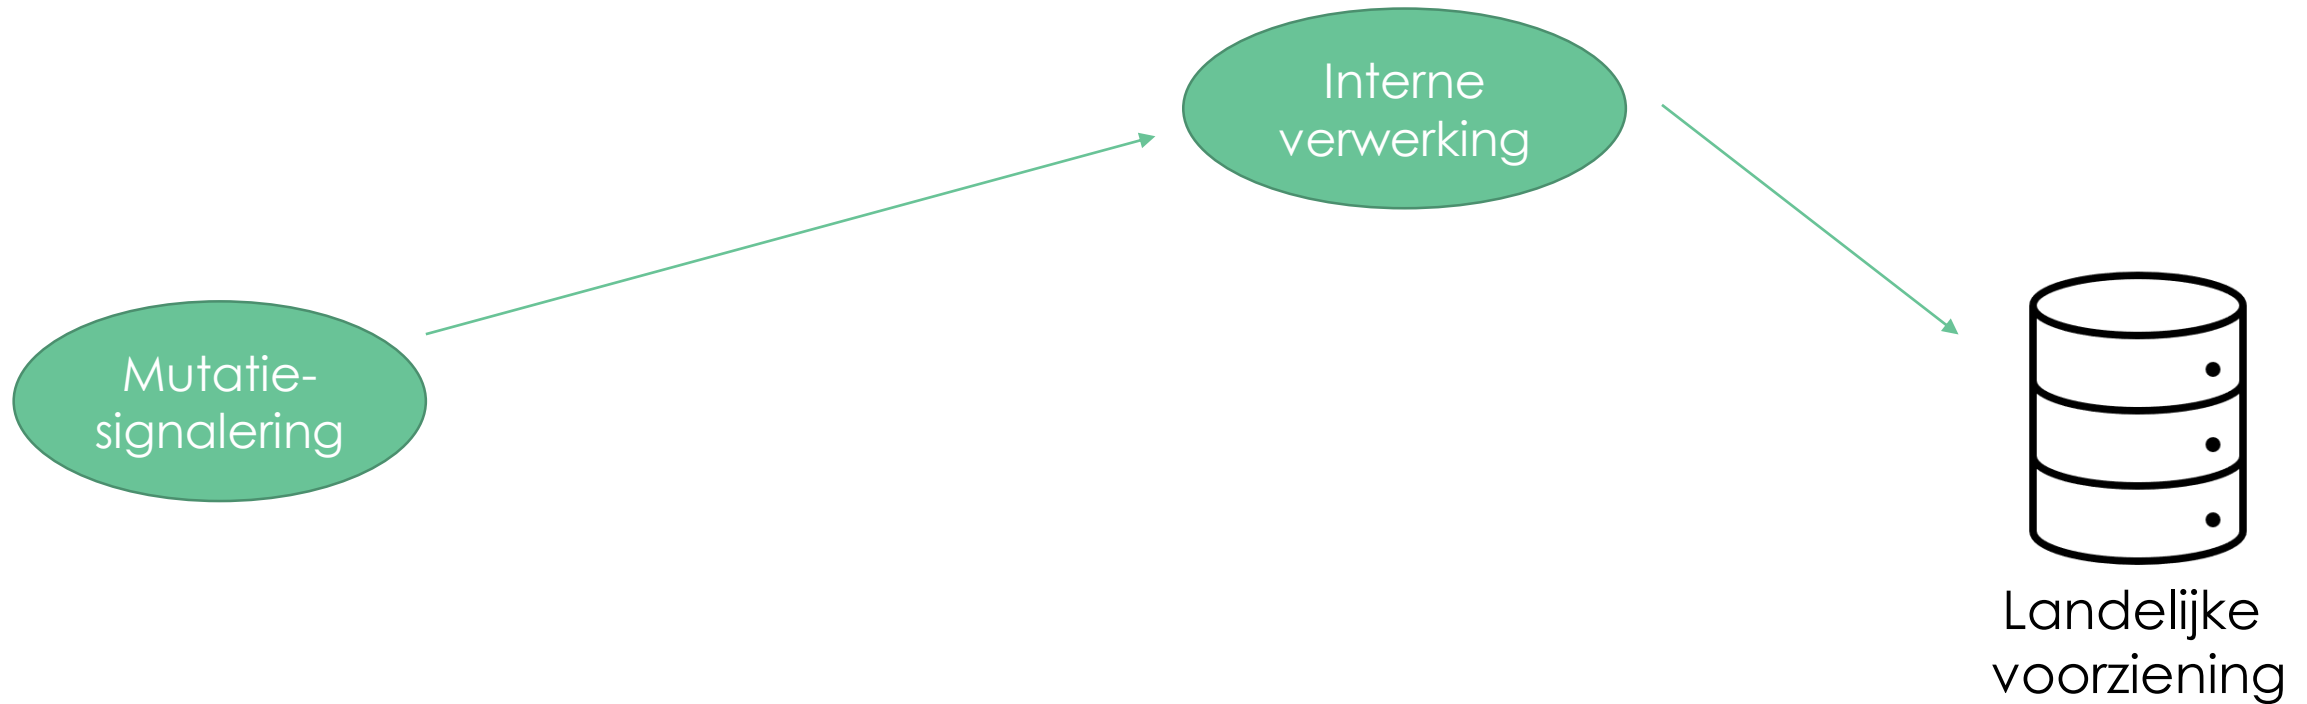 Interne
verwerking
Mutatie-
signalering
Landelijke
voorziening